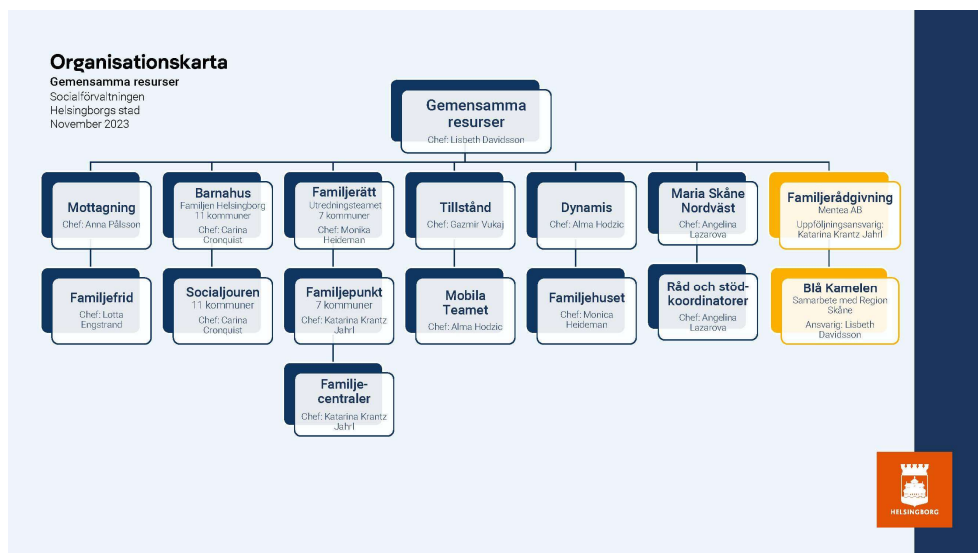 Organisationskarta
Gemensamma resurser
Socialförvaltningen
Helsingborgs stad
November 2023
Gemensamma
resurser
Chef: Lisbeth Davidsson
Mottagning
Chef: Anna Pålsson
Barnahus
Familjen Helsingborg
11 kommuner
Chef: Carina
Cronquist
Familjerätt
Utredningsteamet
7 kommuner
Chef: Monika
Heideman
Tillstånd
Chef: Gazmir Vukaj
Dynamis
Chef: Alma Hodzic
Maria Skåne
Nordväst
Chef: Angelina
Lazarova
Familjerådgivning
Mentea AB
Uppföljningsansvarig:
Katarina Krantz Jahrl
Familjefrid
Chef: Lotta
Engstrand
Socialjouren
11 kommuner
Chef: Carina
Cronquist
Familjepunkt
7 kommuner
Chef: Katarina Krantz
Jahrl
Mobila
Teamet
Chef: Alma Hodzic
Familjehuset
Chef: Monica
Heideman
Råd och stöd-
koordinatorer
Chef: Angelina
Lazarova
Blå Kamelen
Samarbete med Region
Skåne
Ansvarig: Lisbeth
Davidsson
Familje-
centraler
Chef: Katarina Krantz
Jahrl
HELSINGBORG